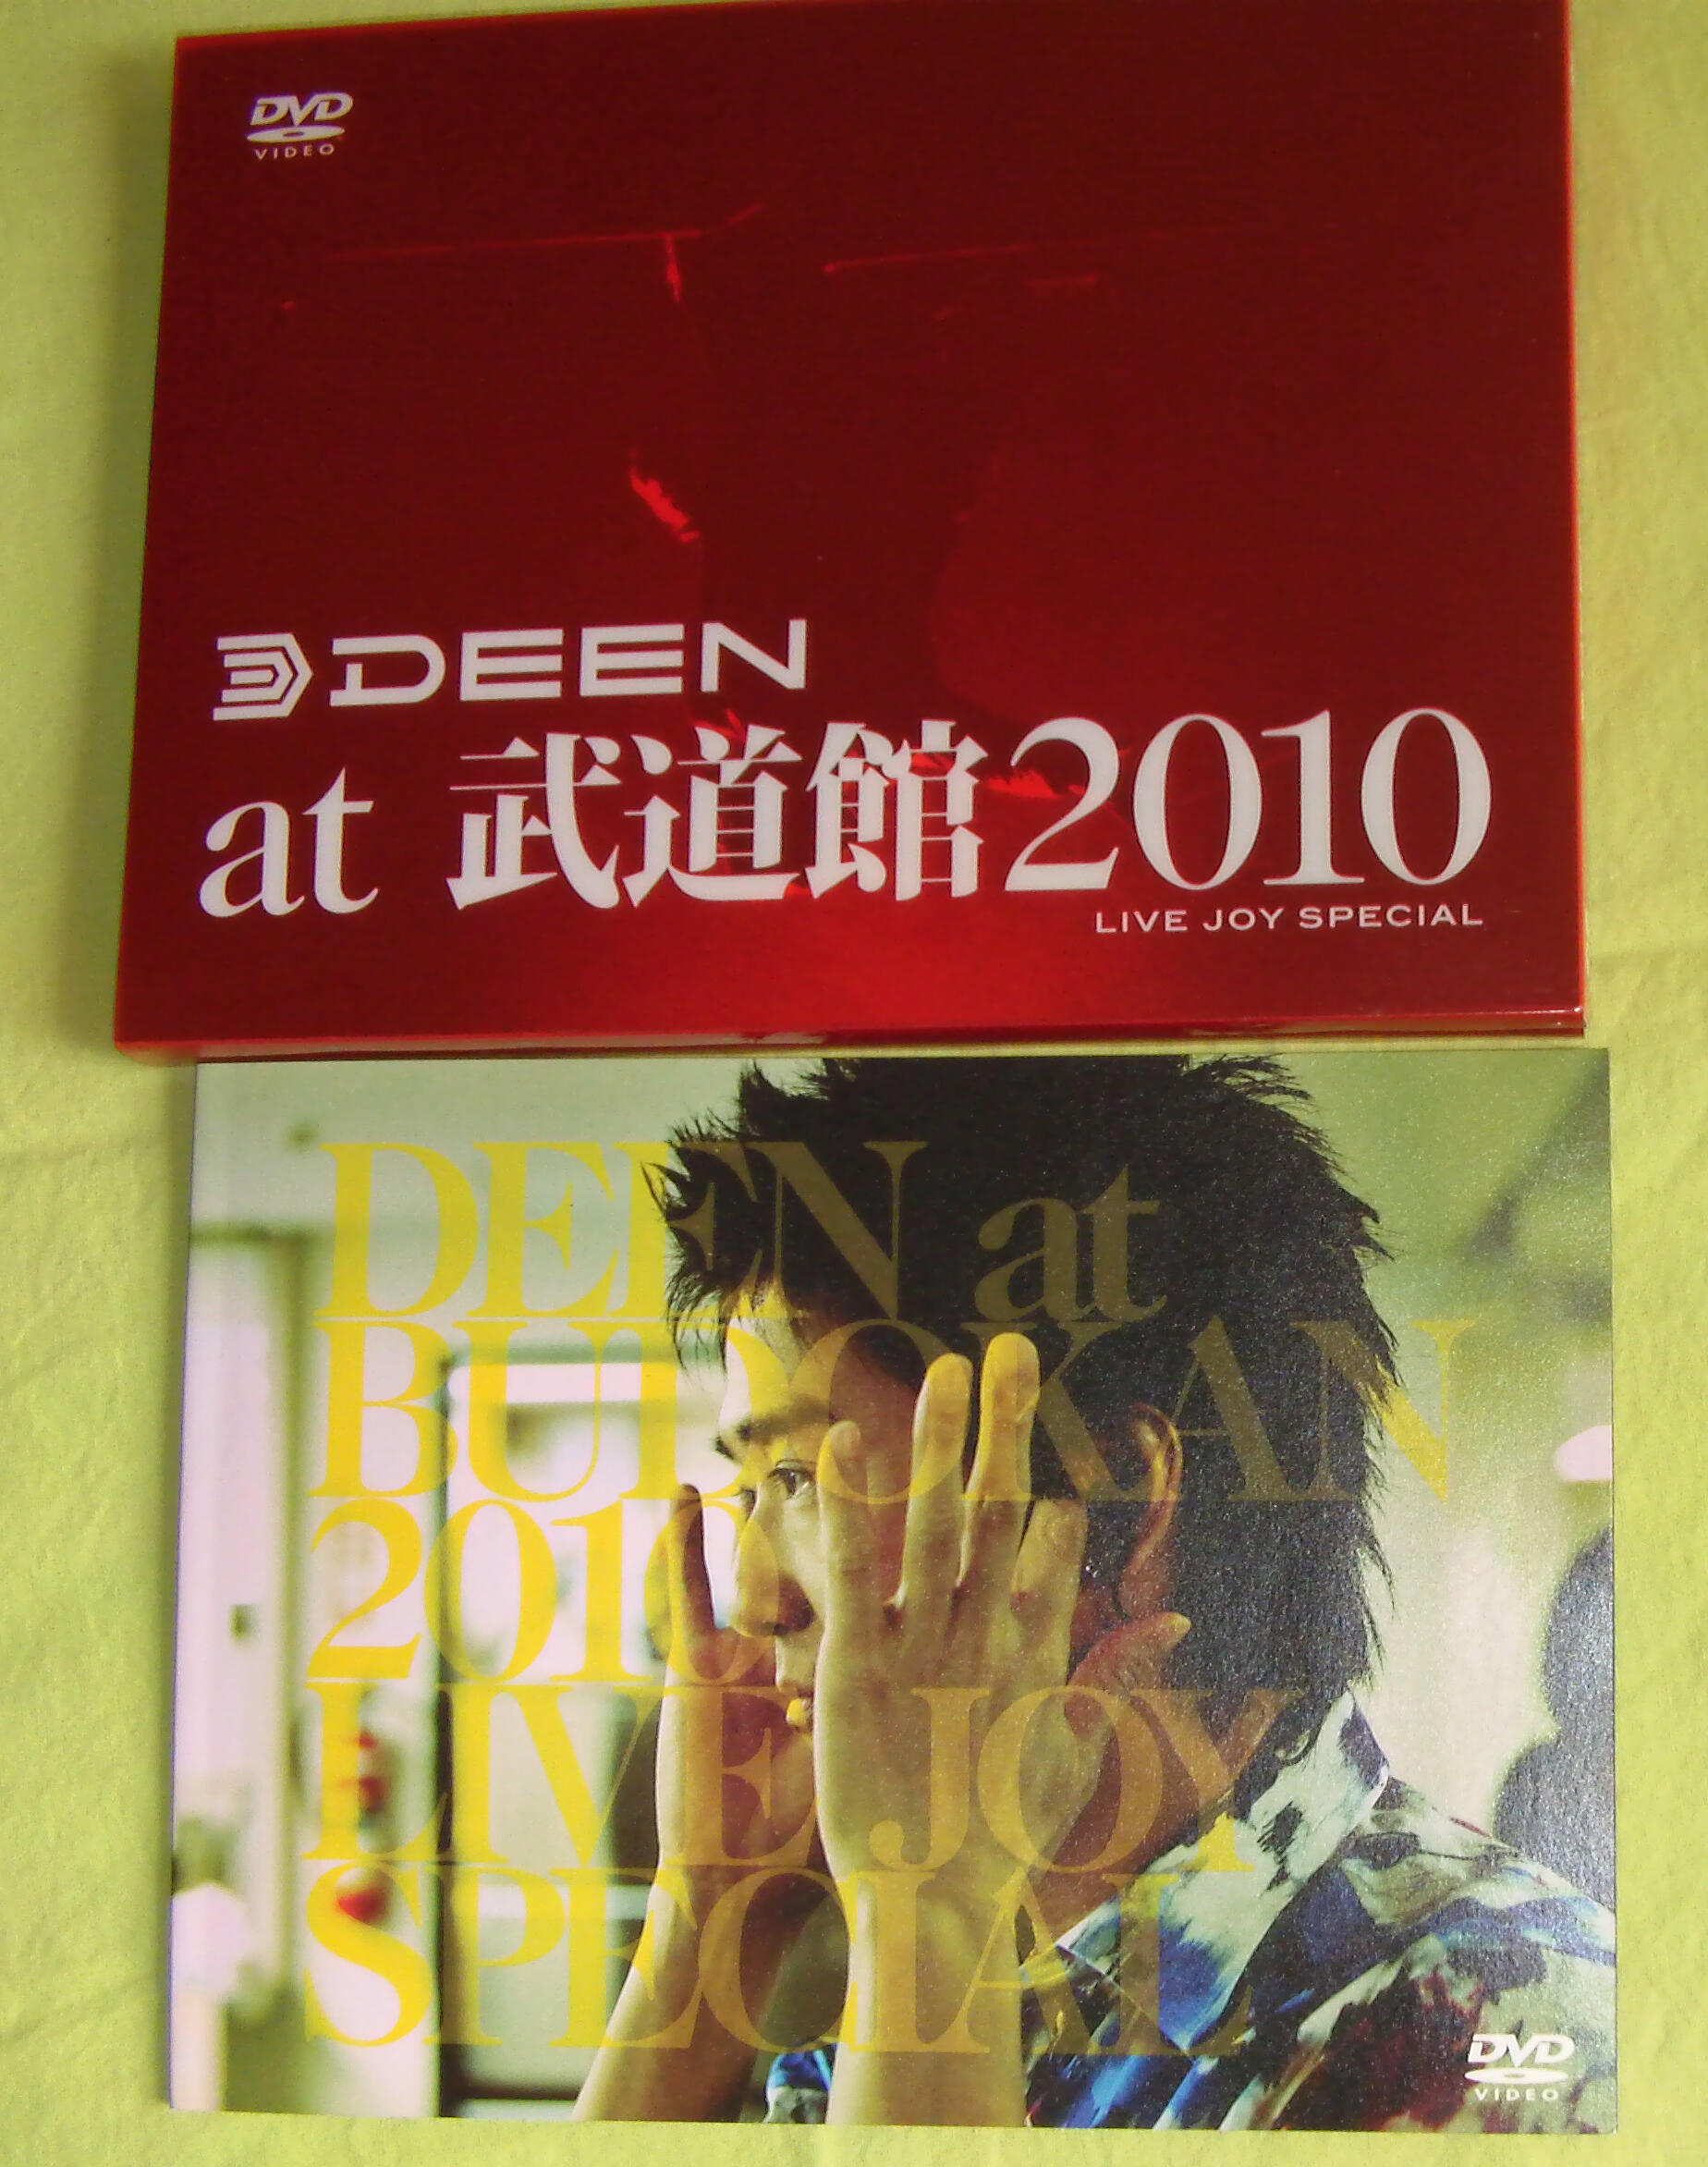 DVD
VIDEO
DEEN
at 武道館2010
LIVE JOY SPECIAL
DEEN at
BUDOKAN
2010
LIVE JOY
SPECIAL
DVD
VIDEO